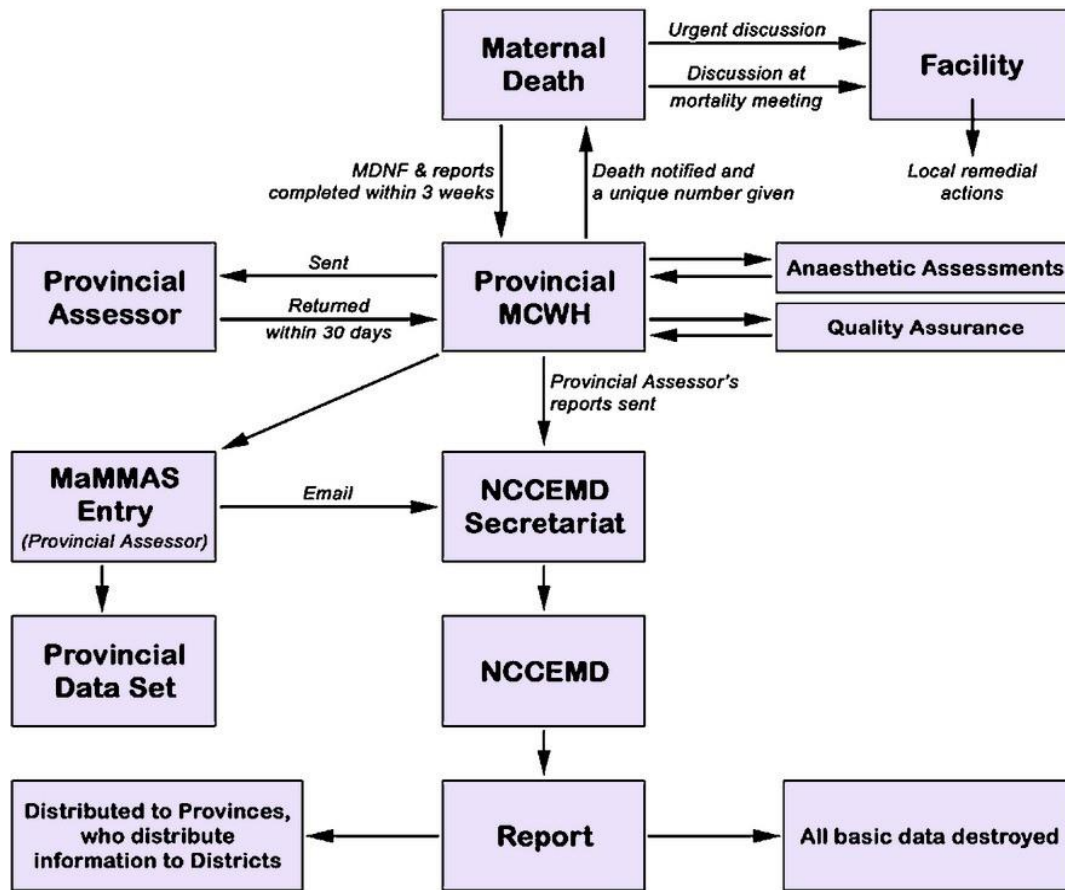 Maternal
Death
Urgent discussion
Discussion at
mortality meeting
Facility
MDNF & reports
completed within 3 weeks
Death notified and
a unique number given
Local remedial
actions
Provincial
Assessor
Sent
Returned
within 30 days
Provincial
MCWH
Anaesthetic Assessments
Quality Assurance
Provincial Assessor's
reports sent
MaMMAS
Entry
(Provincial Assessor)
Email
NCCEMD
Secretariat
Provincial
Data Set
NCCEMD
Distributed to Provinces,
who distribute
information to Districts
Report
All basic data destroyed